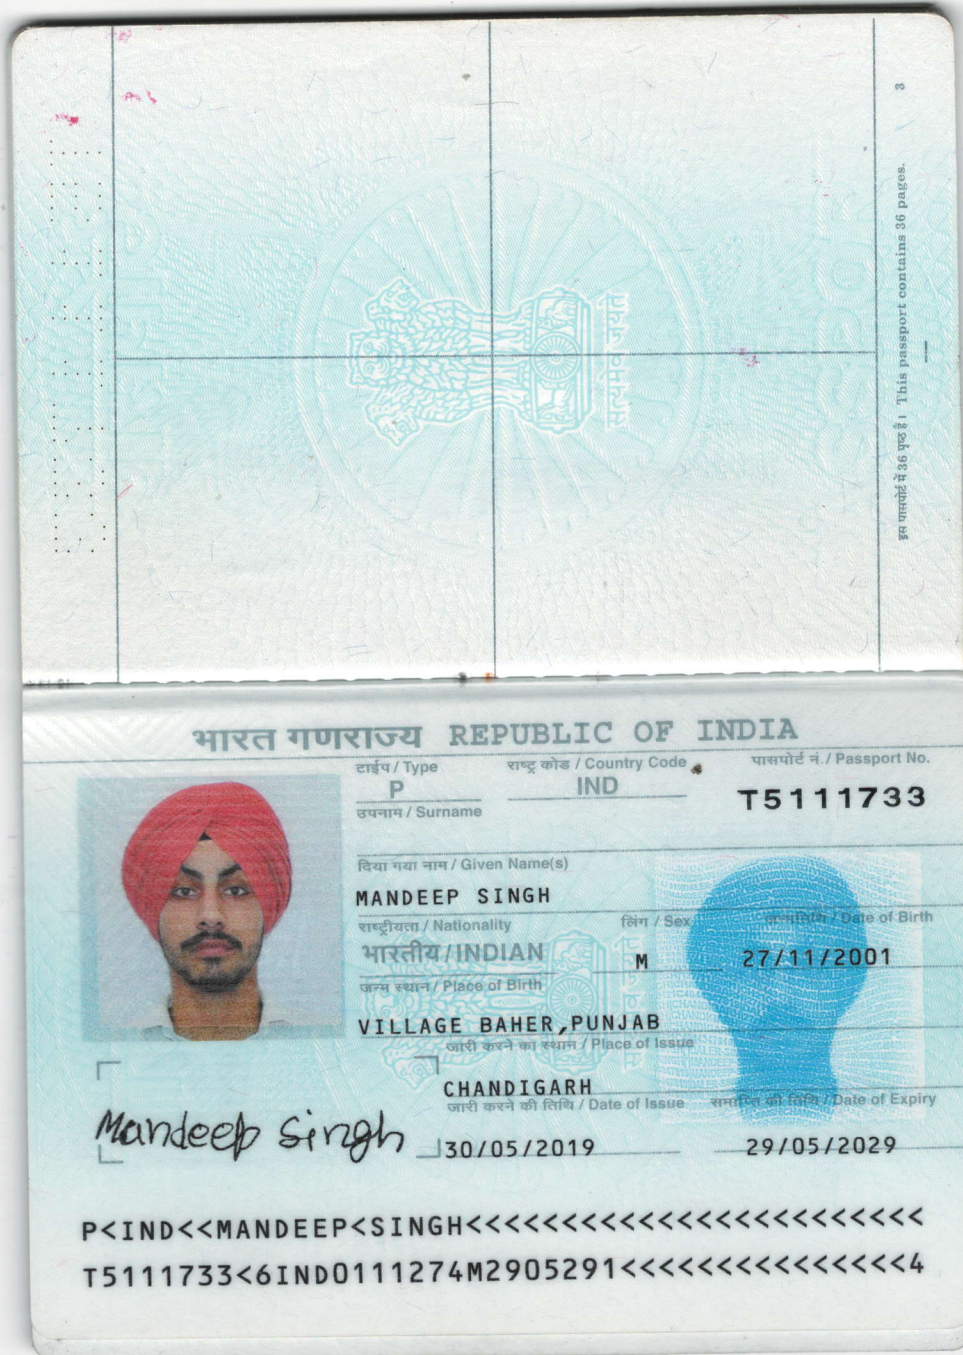 3
इस पासपोर्ट में 36 पृष्ठ है। This passport contains 36 pages.
भारत गणराज्य REPUBLIC OF INDIA
टाईप / Type
राष्ट्र कोड / Country Code
पासपोर्ट नं. / Passport No.
P
IND
T5111733
उपनाम / Surname
दिया गया नाम / Given Name(s)
MANDEEP SINGH
राष्ट्रीयता / Nationality
लिंग / Sex
जन्मतिथि / Date of Birth
भारतीय/INDIAN
M
27/11/2001
जन्म स्थान / Place of Birth
VILLAGE BAHER,PUNJAB
जारी करने का स्थान / Place of Issue
CHANDIGARH
जारी करने की तिथि / Date of Issue
समाप्ति की तिथि / Date of Expiry
Mandeep Singh
30/05/2019
29/05/2029
P<IND<<MANDEEP<SINGH<<<<<<<<<<<<<<<<<<<<<<<<
T5111733<6IND0111274M2905291<<<<<<<<<<<<<<<4